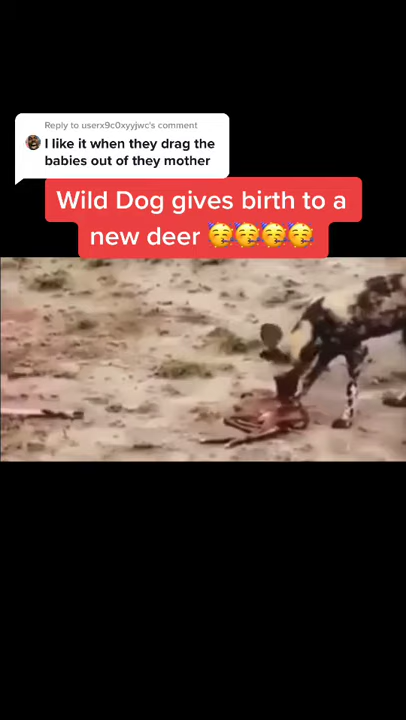 Reply to userx9c0xyyjwc's comment
I like it when they drag the
babies out of they mother
Wild Dog gives birth to a
new deer 🥳🥳🥳🥳